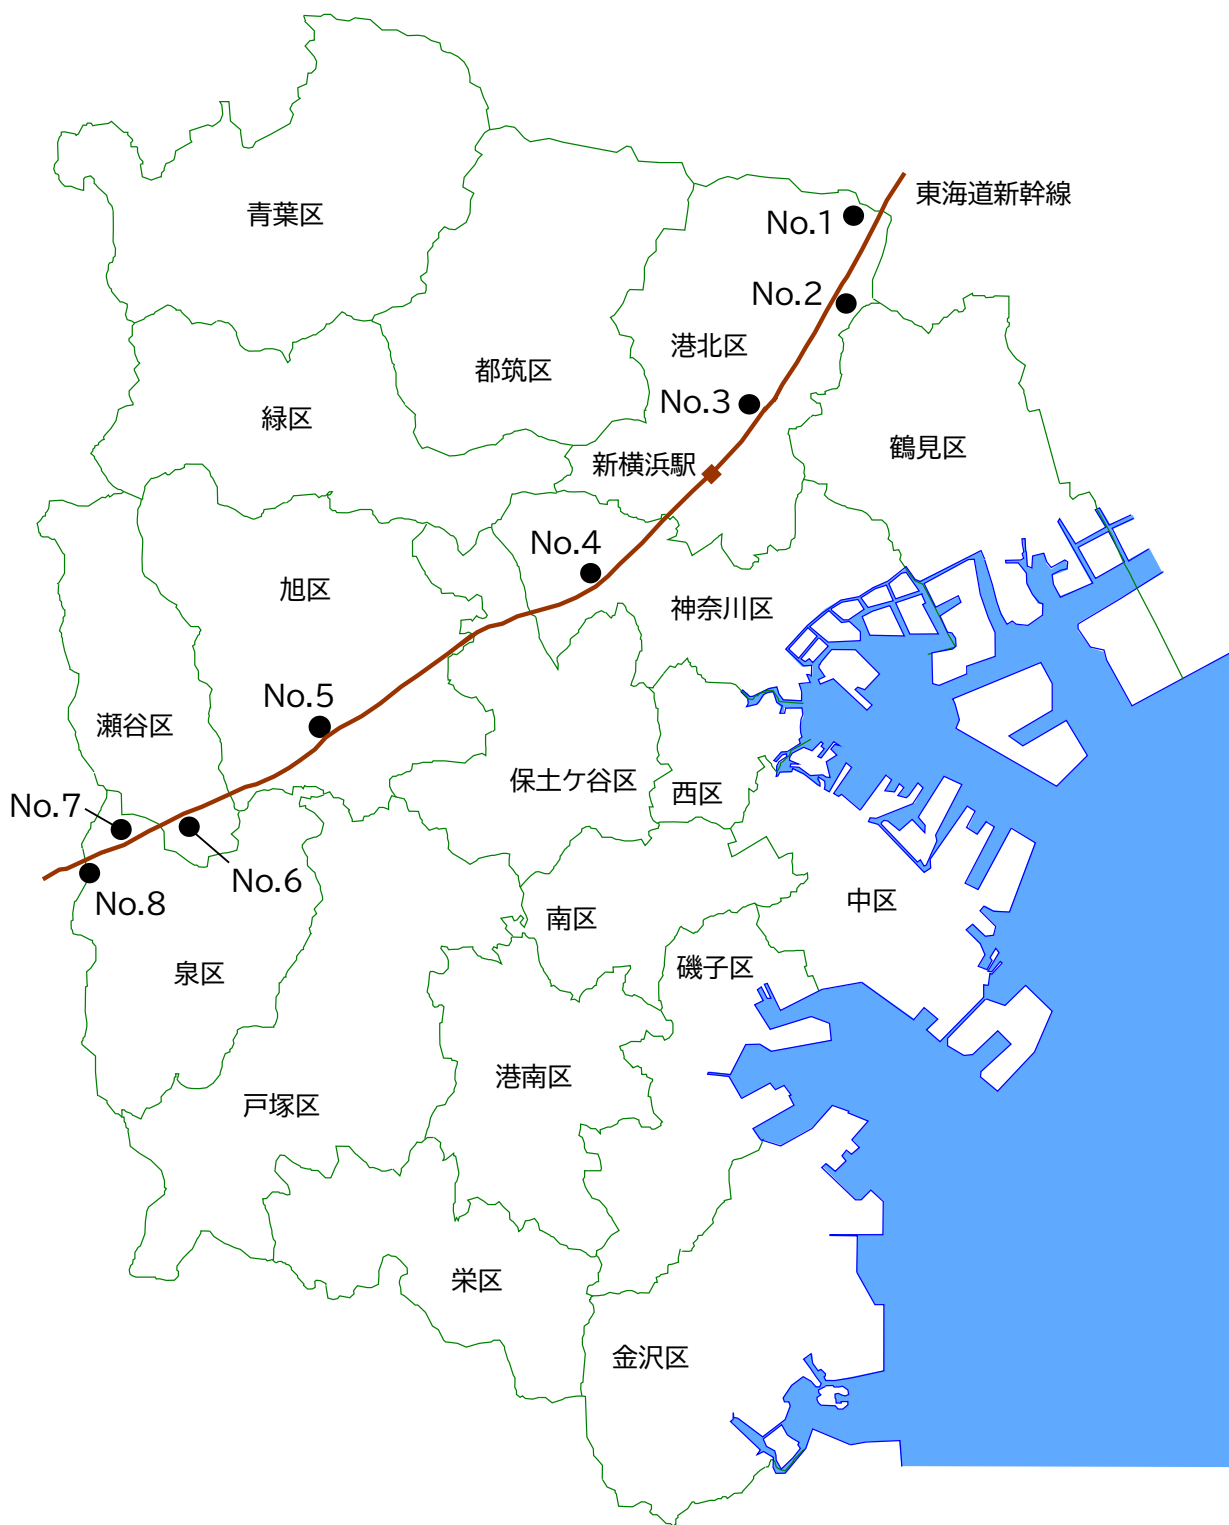 東海道新幹線
青葉区
No.1
No.2
港北区
都筑区
No.3
緑区
鶴見区
新横浜駅
No.4
旭区
神奈川区
No.5
瀬谷区
保土ケ谷区
西区
No.7
No.6
No.8
中区
南区
磯子区
泉区
港南区
戸塚区
栄区
金沢区